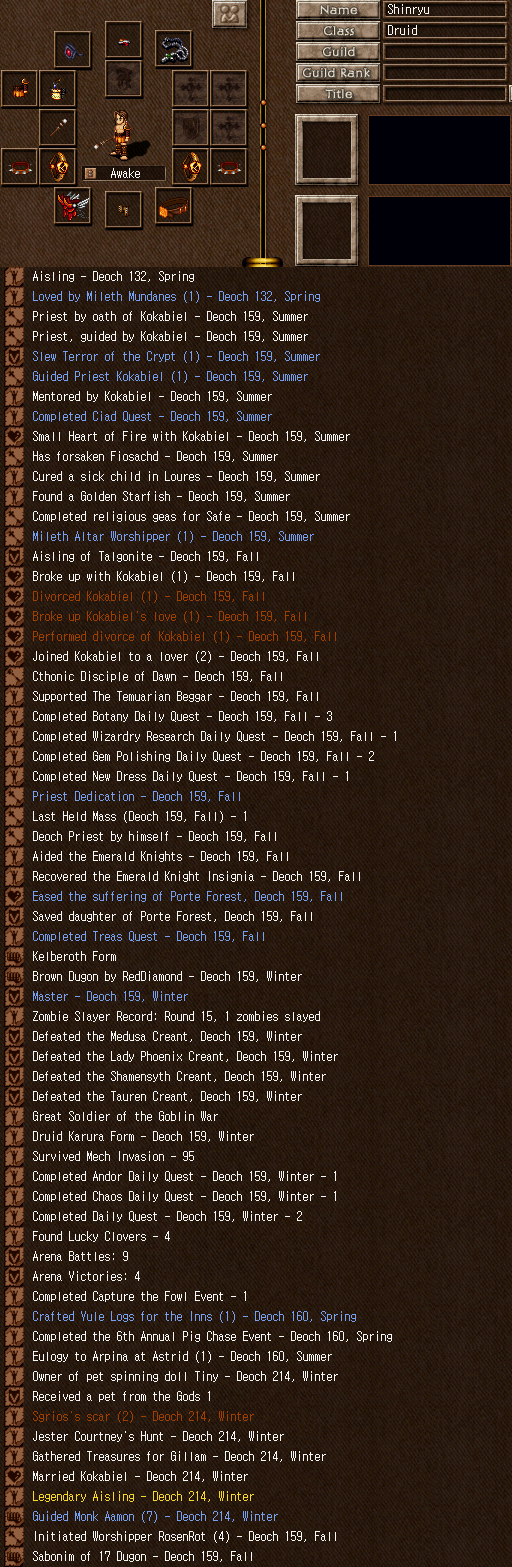 Name Shinryu
Class Druid
Guild
Guild Rank
Title
Awake
Aisling - Deoch 132, Spring
Loved by Mileth Mundanes (1) - Deoch 132, Spring
Priest by oath of Kokabiel - Deoch 159, Summer
Priest, guided by Kokabiel - Deoch 159, Summer
Slew Terror of the Crypt (1) - Deoch 159, Summer
Guided Priest Kokabiel (1) - Deoch 159, Summer
Mentored by Kokabiel - Deoch 159, Summer
Completed Ciad Quest - Deoch 159, Summer
Small Heart of Fire with Kokabiel - Deoch 159, Summer
Has forsaken Fiosachd - Deoch 159, Summer
Cured a sick child in Loures - Deoch 159, Summer
Found a Golden Starfish - Deoch 159, Summer
Completed religious geas for Safe - Deoch 159, Summer
Mileth Altar Worshipper (1) - Deoch 159, Summer
Aisling of Talgonite - Deoch 159, Fall
Broke up with Kokabiel (1) - Deoch 159, Fall
Divorced Kokabiel (1) - Deoch 159, Fall
Broke up Kokabiel's love (1) - Deoch 159, Fall
Performed divorce of Kokabiel (1) - Deoch 159, Fall
Joined Kokabiel to a lover (2) - Deoch 159, Fall
Cthonic Disciple of Dawn - Deoch 159, Fall
Supported The Temuarian Beggar - Deoch 159, Fall
Completed Botany Daily Quest - Deoch 159, Fall - 3
Completed Wizardry Research Daily Quest - Deoch 159, Fall - 1
Completed Gem Polishing Daily Quest - Deoch 159, Fall - 2
Completed New Dress Daily Quest - Deoch 159, Fall - 1
Priest Dedication - Deoch 159, Fall
Last Held Mass (Deoch 159, Fall) - 1
Deoch Priest by himself - Deoch 159, Fall
Aided the Emerald Knights - Deoch 159, Fall
Recovered the Emerald Knight Insignia - Deoch 159, Fall
Eased the suffering of Porte Forest, Deoch 159, Fall
Saved daughter of Porte Forest, Deoch 159, Fall
Completed Treas Quest - Deoch 159, Fall
Kelberoth Form
Brown Dugon by RedDiamond - Deoch 159, Winter
Master - Deoch 159, Winter
Zombie Slayer Record: Round 15, 1 zombies slayed
Defeated the Medusa Creant, Deoch 159, Winter
Defeated the Lady Phoenix Creant, Deoch 159, Winter
Defeated the Shamensyth Creant, Deoch 159, Winter
Defeated the Tauren Creant, Deoch 159, Winter
Great Soldier of the Goblin War
Druid Karura Form - Deoch 159, Winter
Survived Mech Invasion - 95
Completed Andor Daily Quest - Deoch 159, Winter - 1
Completed Chaos Daily Quest - Deoch 159, Winter - 1
Completed Daily Quest - Deoch 159, Winter - 2
Found Lucky Clovers - 4
Arena Battles: 9
Arena Victories: 4
Completed Capture the Fowl Event - 1
Crafted Yule Logs for the Inns (1) - Deoch 160, Spring
Completed the 6th Annual Pig Chase Event - Deoch 160, Spring
Eulogy to Arpina at Astrid (1) - Deoch 160, Summer
Owner of pet spinning doll Tiny - Deoch 214, Winter
Received a pet from the Gods 1
Sgrios's scar (2) - Deoch 214, Winter
Jester Courtney's Hunt - Deoch 214, Winter
Gathered Treasures for Gillam - Deoch 214, Winter
Married Kokabiel - Deoch 214, Winter
Legendary Aisling - Deoch 214, Winter
Guided Monk Aamon (7) - Deoch 214, Winter
Initiated Worshipper RosenRot (4) - Deoch 159, Fall
Sabonim of 17 Dugon - Deoch 159, Fall